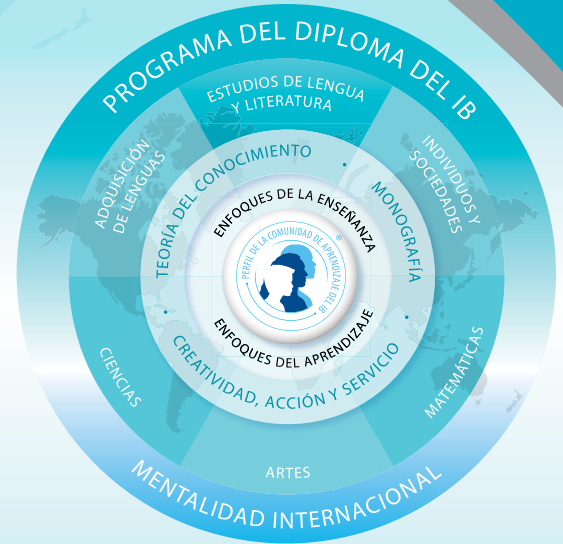 PROGRAMA DEL DIPLOMA DEL IB
ESTUDIOS DE LENGUA
Y LITERATURA
ADQUISICIÓN
DE LENGUAS
INDIVIDUOS Y
SOCIEDADES
TEORÍA DEL CONOCIMIENTO
MONOGRAFÍA
ENFOQUES DE LA ENSEÑANZA
PERFIL DE LA COMUNIDAD DE APRENDIZAJE DEL IB ®
ENFOQUES DEL APRENDIZAJE
CREATIVIDAD, ACCIÓN Y SERVICIO
CIENCIAS
MATEMÁTICAS
ARTES
MENTALIDAD INTERNACIONAL